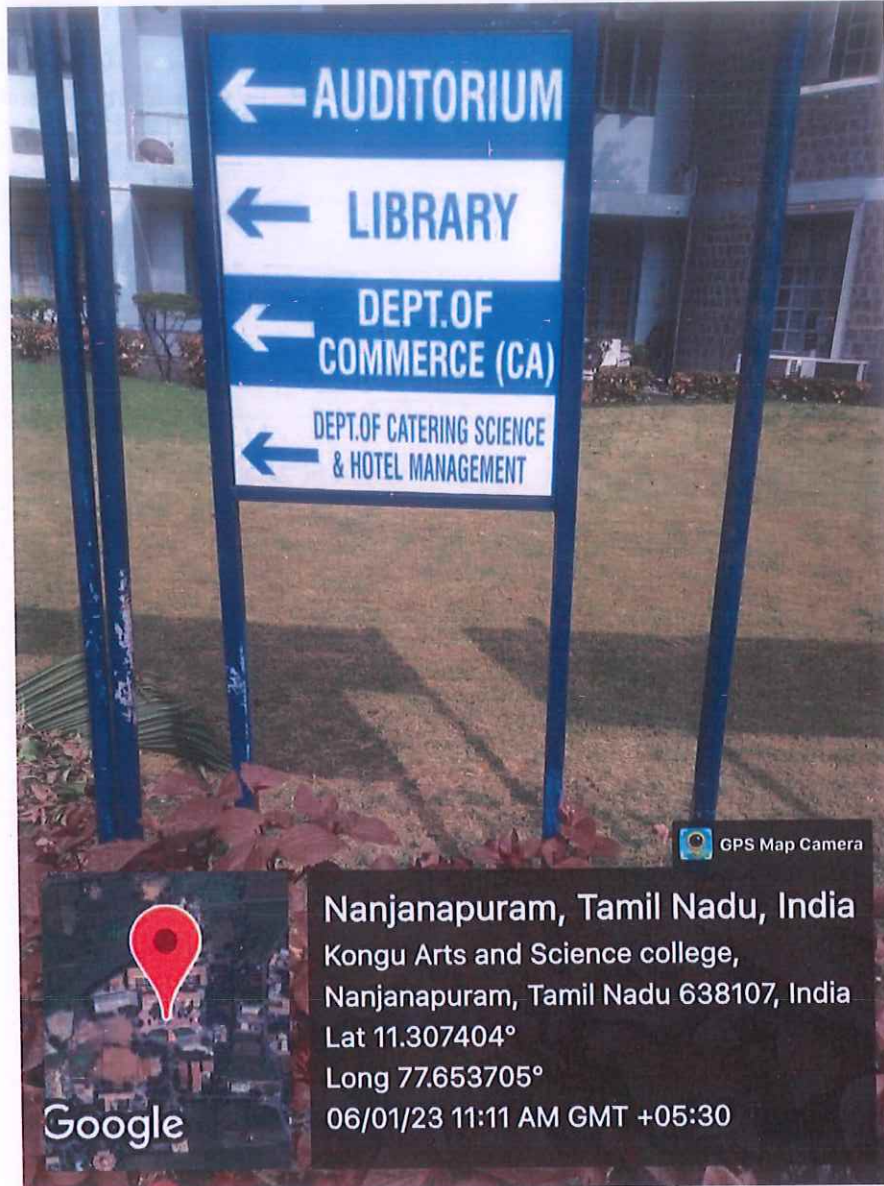 AUDITORIUM
LIBRARY
DEPT.OF
COMMERCE (CA)
DEPT.OF CATERING SCIENCE
& HOTEL MANAGEMENT
GPS Map Camera
Nanjanapuram, Tamil Nadu, India
Kongu Arts and Science college,
Nanjanapuram, Tamil Nadu 638107, India
Lat 11.307404°
Long 77.653705°
06/01/23 11:11 AM GMT +05:30
Google